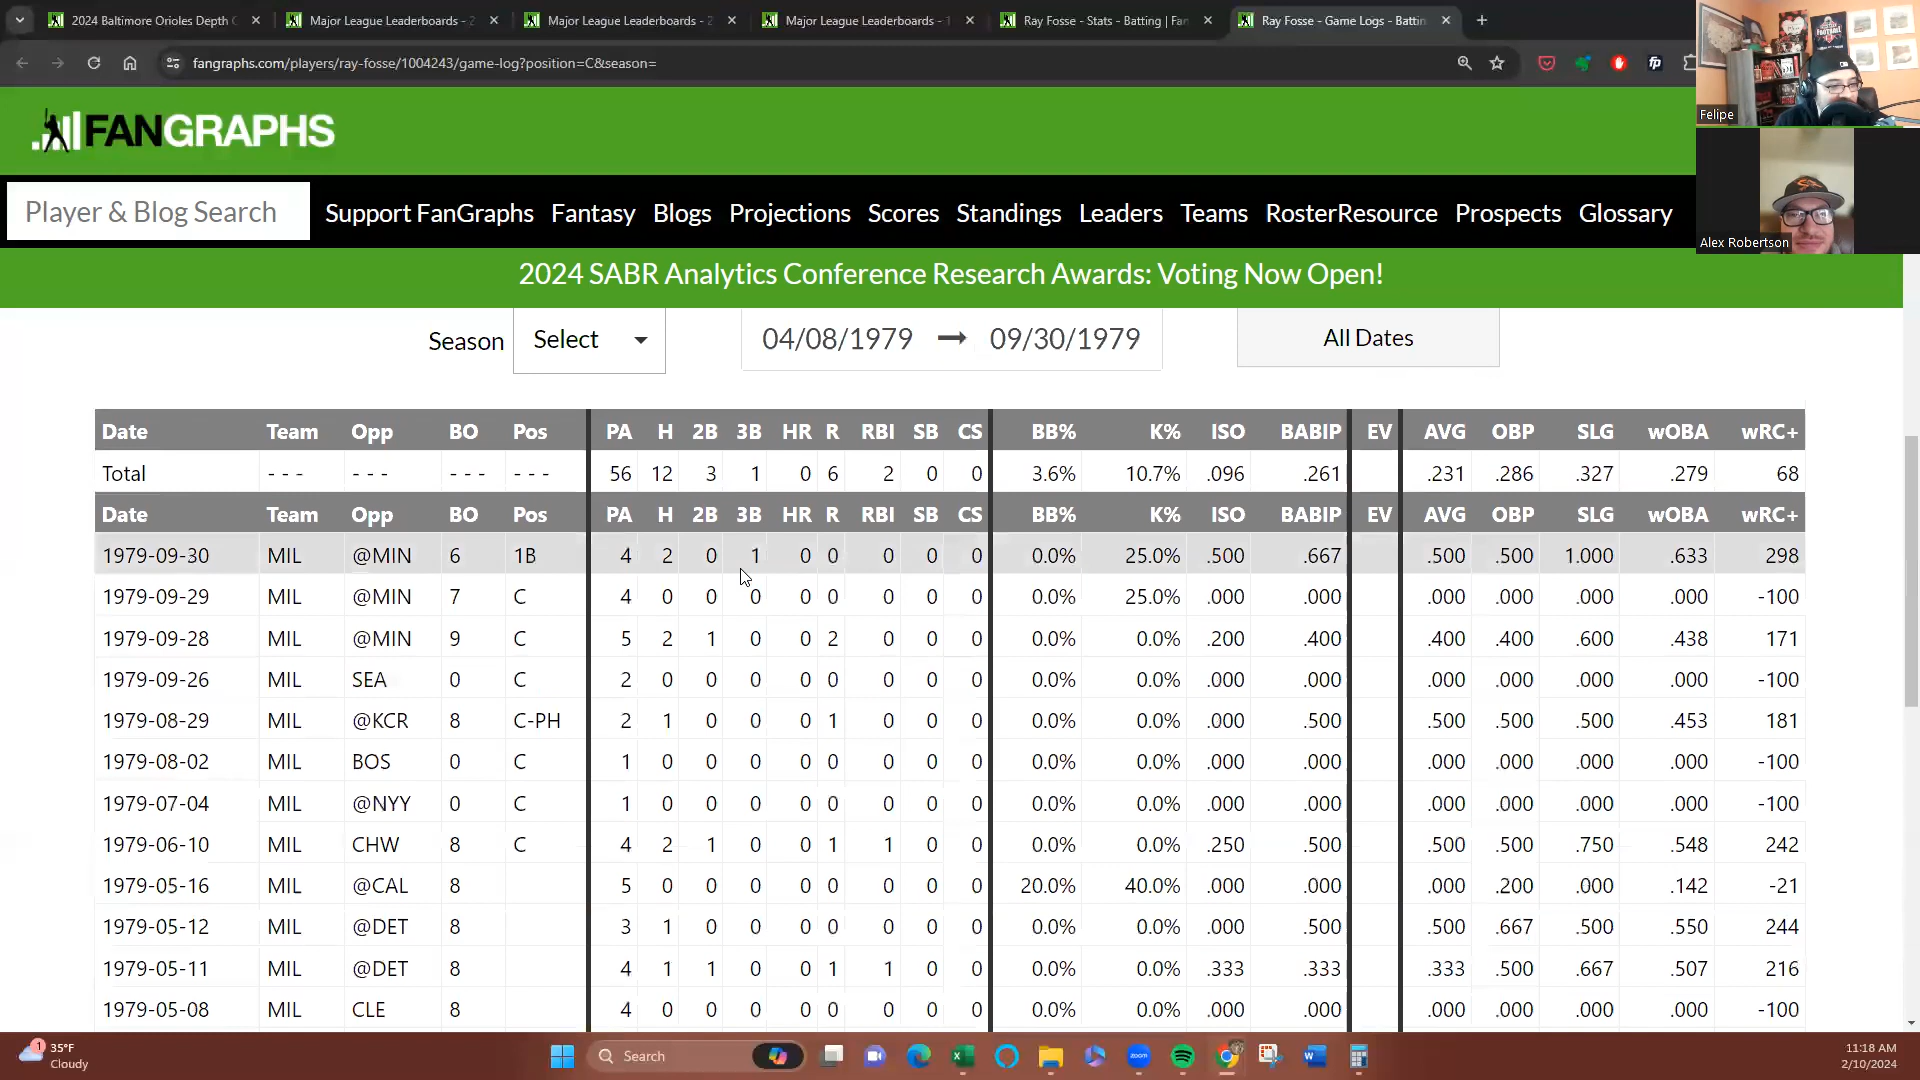 2024 Baltimore Orioles Depth C
Major League Leaderboards - 2
Major League Leaderboards - 2
Major League Leaderboards - 1
Ray Fosse - Stats - Batting | Fan
Ray Fosse - Game Logs - Battin
fangraphs.com/players/ray-fosse/1004243/game-log?position=C&season=
Felipe
Alex Robertson
FANGRAPHS
Player & Blog Search
Support FanGraphs Fantasy Blogs Projections Scores Standings Leaders Teams RosterResource Prospects Glossary
2024 SABR Analytics Conference Research Awards: Voting Now Open!
Season Select 04/08/1979 → 09/30/1979 All Dates
Date Team Opp BO Pos PA H 2B 3B HR R RBI SB CS BB% K% ISO BABIP EV AVG OBP SLG wOBA wRC+
Total - - - - - - - - - - - - 56 12 3 1 0 6 2 0 0 3.6% 10.7% .096 .261 .231 .286 .327 .279 68
Date Team Opp BO Pos PA H 2B 3B HR R RBI SB CS BB% K% ISO BABIP EV AVG OBP SLG wOBA wRC+
1979-09-30 MIL @MIN 6 1B 4 2 0 1 0 0 0 0 0 0.0% 25.0% .500 .667 .500 .500 1.000 .633 298
1979-09-29 MIL @MIN 7 C 4 0 0 0 0 0 0 0 0 0.0% 25.0% .000 .000 .000 .000 .000 .000 -100
1979-09-28 MIL @MIN 9 C 5 2 1 0 0 2 0 0 0 0.0% 0.0% .200 .400 .400 .400 .600 .438 171
1979-09-26 MIL SEA 0 C 2 0 0 0 0 0 0 0 0 0.0% 0.0% .000 .000 .000 .000 .000 .000 -100
1979-08-29 MIL @KCR 8 C-PH 2 1 0 0 0 1 0 0 0 0.0% 0.0% .000 .500 .500 .500 .500 .453 181
1979-08-02 MIL BOS 0 C 1 0 0 0 0 0 0 0 0 0.0% 0.0% .000 .000 .000 .000 .000 .000 -100
1979-07-04 MIL @NYY 0 C 1 0 0 0 0 0 0 0 0 0.0% 0.0% .000 .000 .000 .000 .000 .000 -100
1979-06-10 MIL CHW 8 C 4 2 1 0 0 1 1 0 0 0.0% 0.0% .250 .500 .500 .500 .750 .548 242
1979-05-16 MIL @CAL 8 5 0 0 0 0 0 0 0 0 20.0% 40.0% .000 .000 .000 .200 .000 .142 -21
1979-05-12 MIL @DET 8 3 1 0 0 0 0 0 0 0 0.0% 0.0% .000 .500 .500 .667 .500 .550 244
1979-05-11 MIL @DET 8 4 1 1 0 0 1 1 0 0 0.0% 0.0% .333 .333 .333 .500 .667 .507 216
1979-05-08 MIL CLE 8 4 0 0 0 0 0 0 0 0 0.0% 0.0% .000 .000 .000 .000 .000 .000 -100
1
35°F
Cloudy
Search
zoom
11:18 AM
2/10/2024